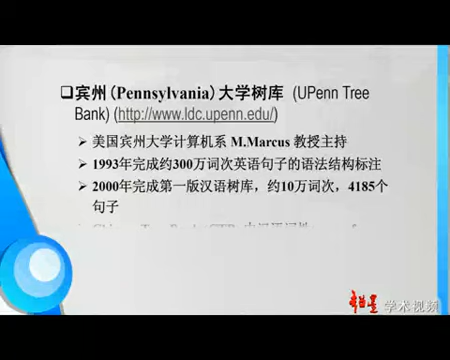 ❑宾州(Pennsylvania)大学树库 (UPenn Tree
Bank) (http://www.ldc.upenn.edu/)
➢ 美国宾州大学计算机系 M.Marcus 教授主持
➢ 1993年完成约300万词次英语句子的语法结构标注
➢ 2000年完成第一版汉语树库，约10万词次，4185个
句子
学术视频